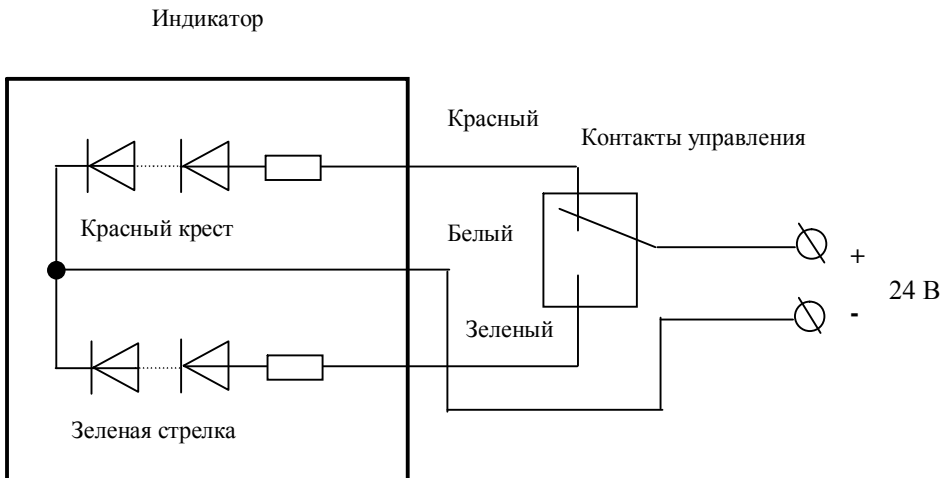 Индикатор
Красный
Контакты управления
Красный крест
Белый
+
24 В
-
Зеленый
Зеленая стрелка